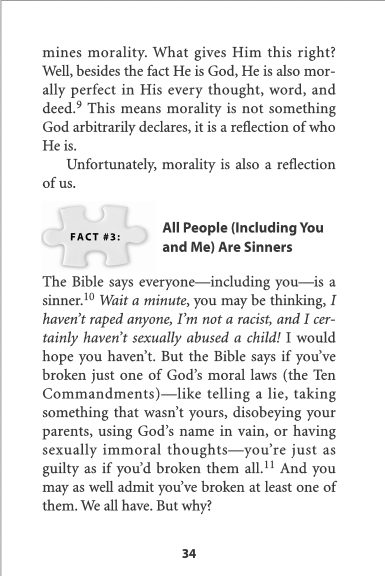 mines morality. What gives Him this right?
Well, besides the fact He is God, He is also mor-
ally perfect in His every thought, word, and
deed.9 This means morality is not something
God arbitrarily declares, it is a reflection of who
He is.
Unfortunately, morality is also a reflection
of us.
FACT #3:
All People (Including You
and Me) Are Sinners
The Bible says everyone—including you—is a
sinner.10 Wait a minute, you may be thinking, I
haven't raped anyone, I'm not a racist, and I cer-
tainly haven't sexually abused a child! I would
hope you haven't. But the Bible says if you've
broken just one of God's moral laws (the Ten
Commandments)—like telling a lie, taking
something that wasn't yours, disobeying your
parents, using God's name in vain, or having
sexually immoral thoughts—you're just as
guilty as if you'd broken them all.11 And you
may as well admit you've broken at least one of
them. We all have. But why?
34